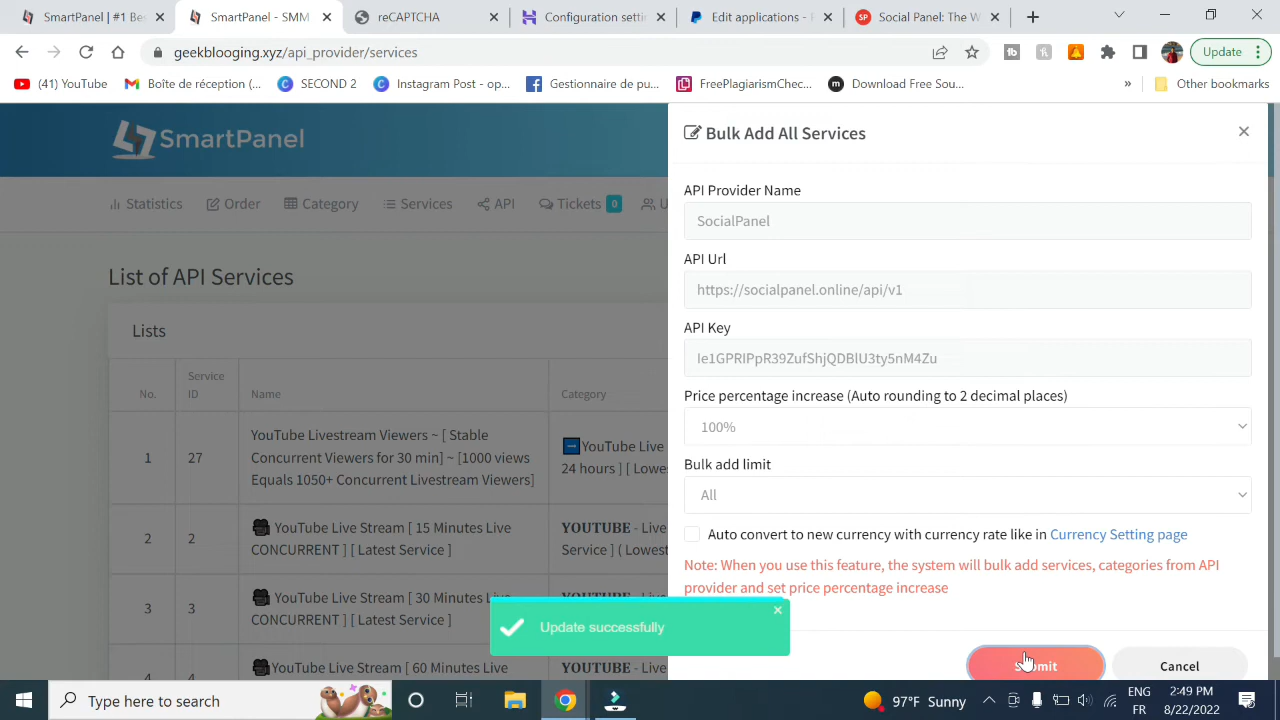 SmartPanel | #1 Bes
SmartPanel - SMM
reCAPTCHA
Configuration setti
Edit applications -
Social Panel: The W
geekblooging.xyz/api_provider/services
Update
(41) YouTube
Boîte de réception (...
SECOND 2
Instagram Post - op...
Gestionnaire de pu...
FreePlagiarismChec...
Download Free Sou...
»
Other bookmarks
SmartPanel
Statistics
Order
Category
Services
API
Tickets 0
U
List of API Services
Lists
No.
Service
ID
Name
Category
1
27
YouTube Livestream Viewers ~ [ Stable
Concurrent Viewers for 30 min] ~ [1000 views
Equals 1050+ Concurrent Livestream Viewers]
YouTube Live
24 hours ] [ Lowes
2
2
YouTube Live Stream [ 15 Minutes Live
CONCURRENT ] [ Latest Service ]
YOUTUBE - Live
Service ] ( Lowest
3
3
YouTube Live Stream [ 30 Minutes Live
CONCURRENT ] [ Latest Service ]
YouTube Live Stream [ 60 Minutes Live
Bulk Add All Services
×
API Provider Name
SocialPanel
API Url
https://socialpanel.online/api/v1
API Key
Ie1GPRIPpR39ZufShjQDBlU3ty5nM4Zu
Price percentage increase (Auto rounding to 2 decimal places)
100%
Bulk add limit
All
Auto convert to new currency with currency rate like in Currency Setting page
Note: When you use this feature, the system will bulk add services, categories from API
provider and set price percentage increase
Update successfully
×
Submit
Cancel
Type here to search
97°F Sunny
ENG
FR
2:49 PM
8/22/2022